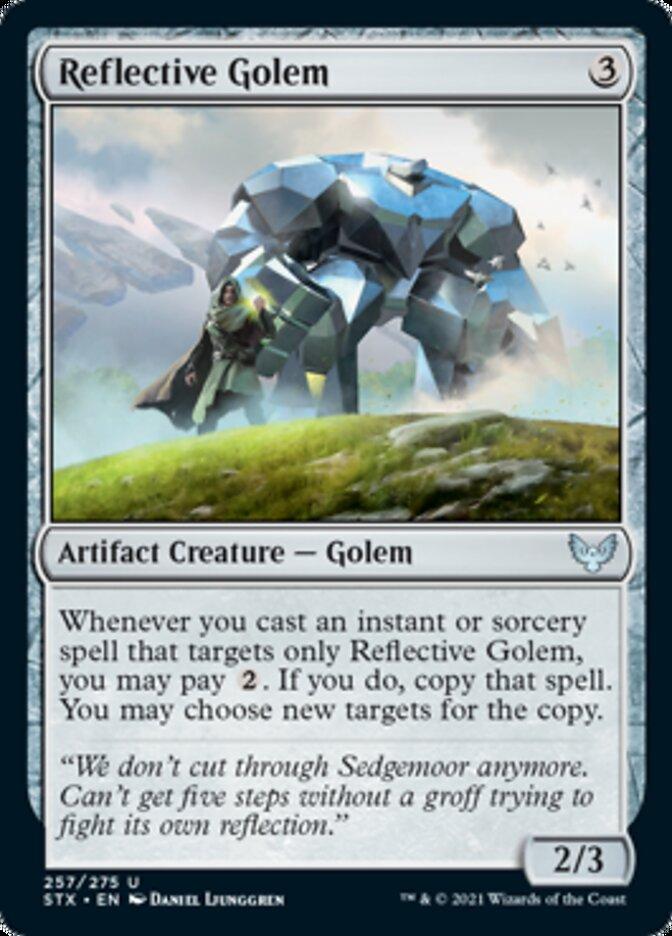 Reflective Golem 3
Artifact Creature — Golem
Whenever you cast an instant or sorcery
spell that targets only Reflective Golem,
you may pay 2. If you do, copy that spell.
You may choose new targets for the copy.
“We don’t cut through Sedgemoor anymore.
Can’t get five steps without a groff trying to
fight its own reflection.”
2/3
257/275 U
STX • EN Daniel Ljunggren
™ & © 2021 Wizards of the Coast